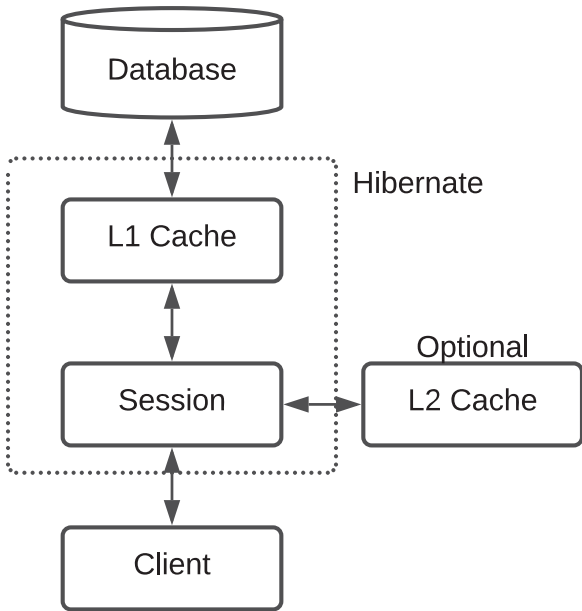 Database
Hibernate
L1 Cache
Optional
Session
L2 Cache
Client